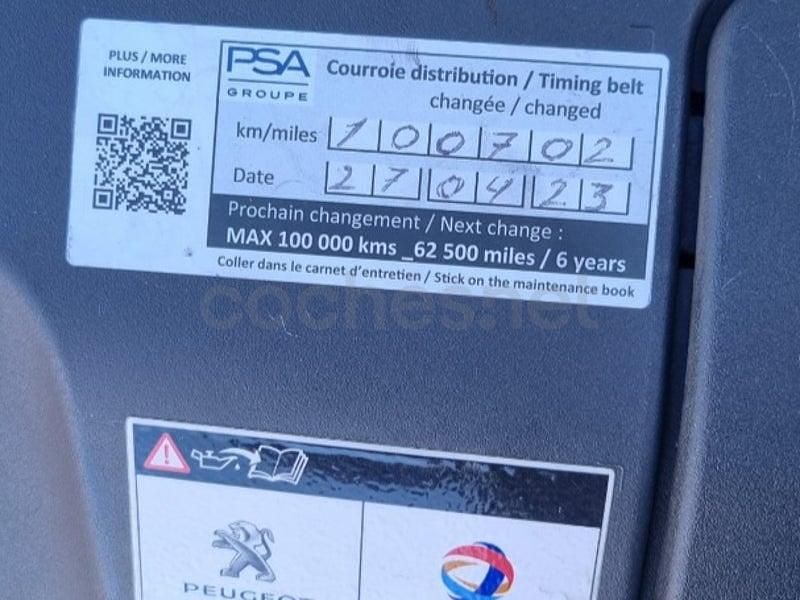 PLUS / MORE
INFORMATION
PSA
GROUPE
Courroie distribution / Timing belt
changée / changed
km/miles 100702
Date 270423
Prochain changement / Next change :
MAX 100 000 kms _62 500 miles / 6 years
Coller dans le carnet d'entretien / Stick on the maintenance book
coches.net
PEUGEOT